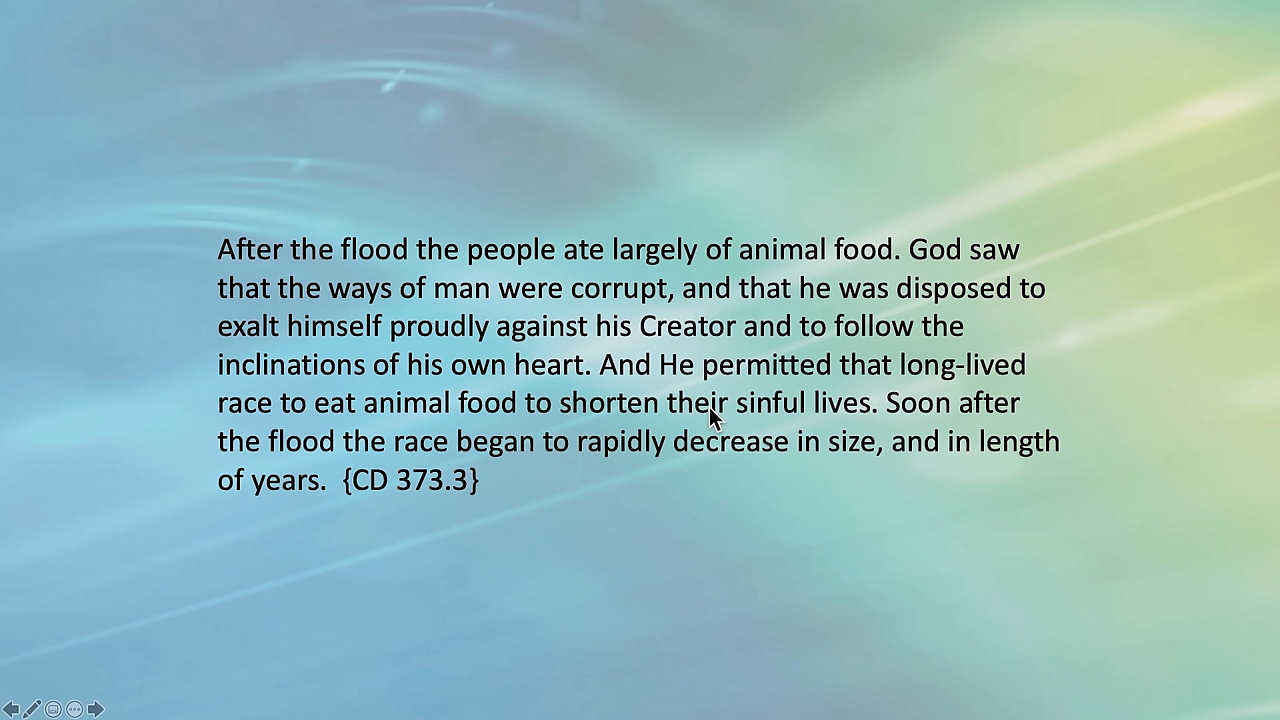 After the flood the people ate largely of animal food. God saw
that the ways of man were corrupt, and that he was disposed to
exalt himself proudly against his Creator and to follow the
inclinations of his own heart. And He permitted that long-lived
race to eat animal food to shorten their sinful lives. Soon after
the flood the race began to rapidly decrease in size, and in length
of years.  {CD 373.3}